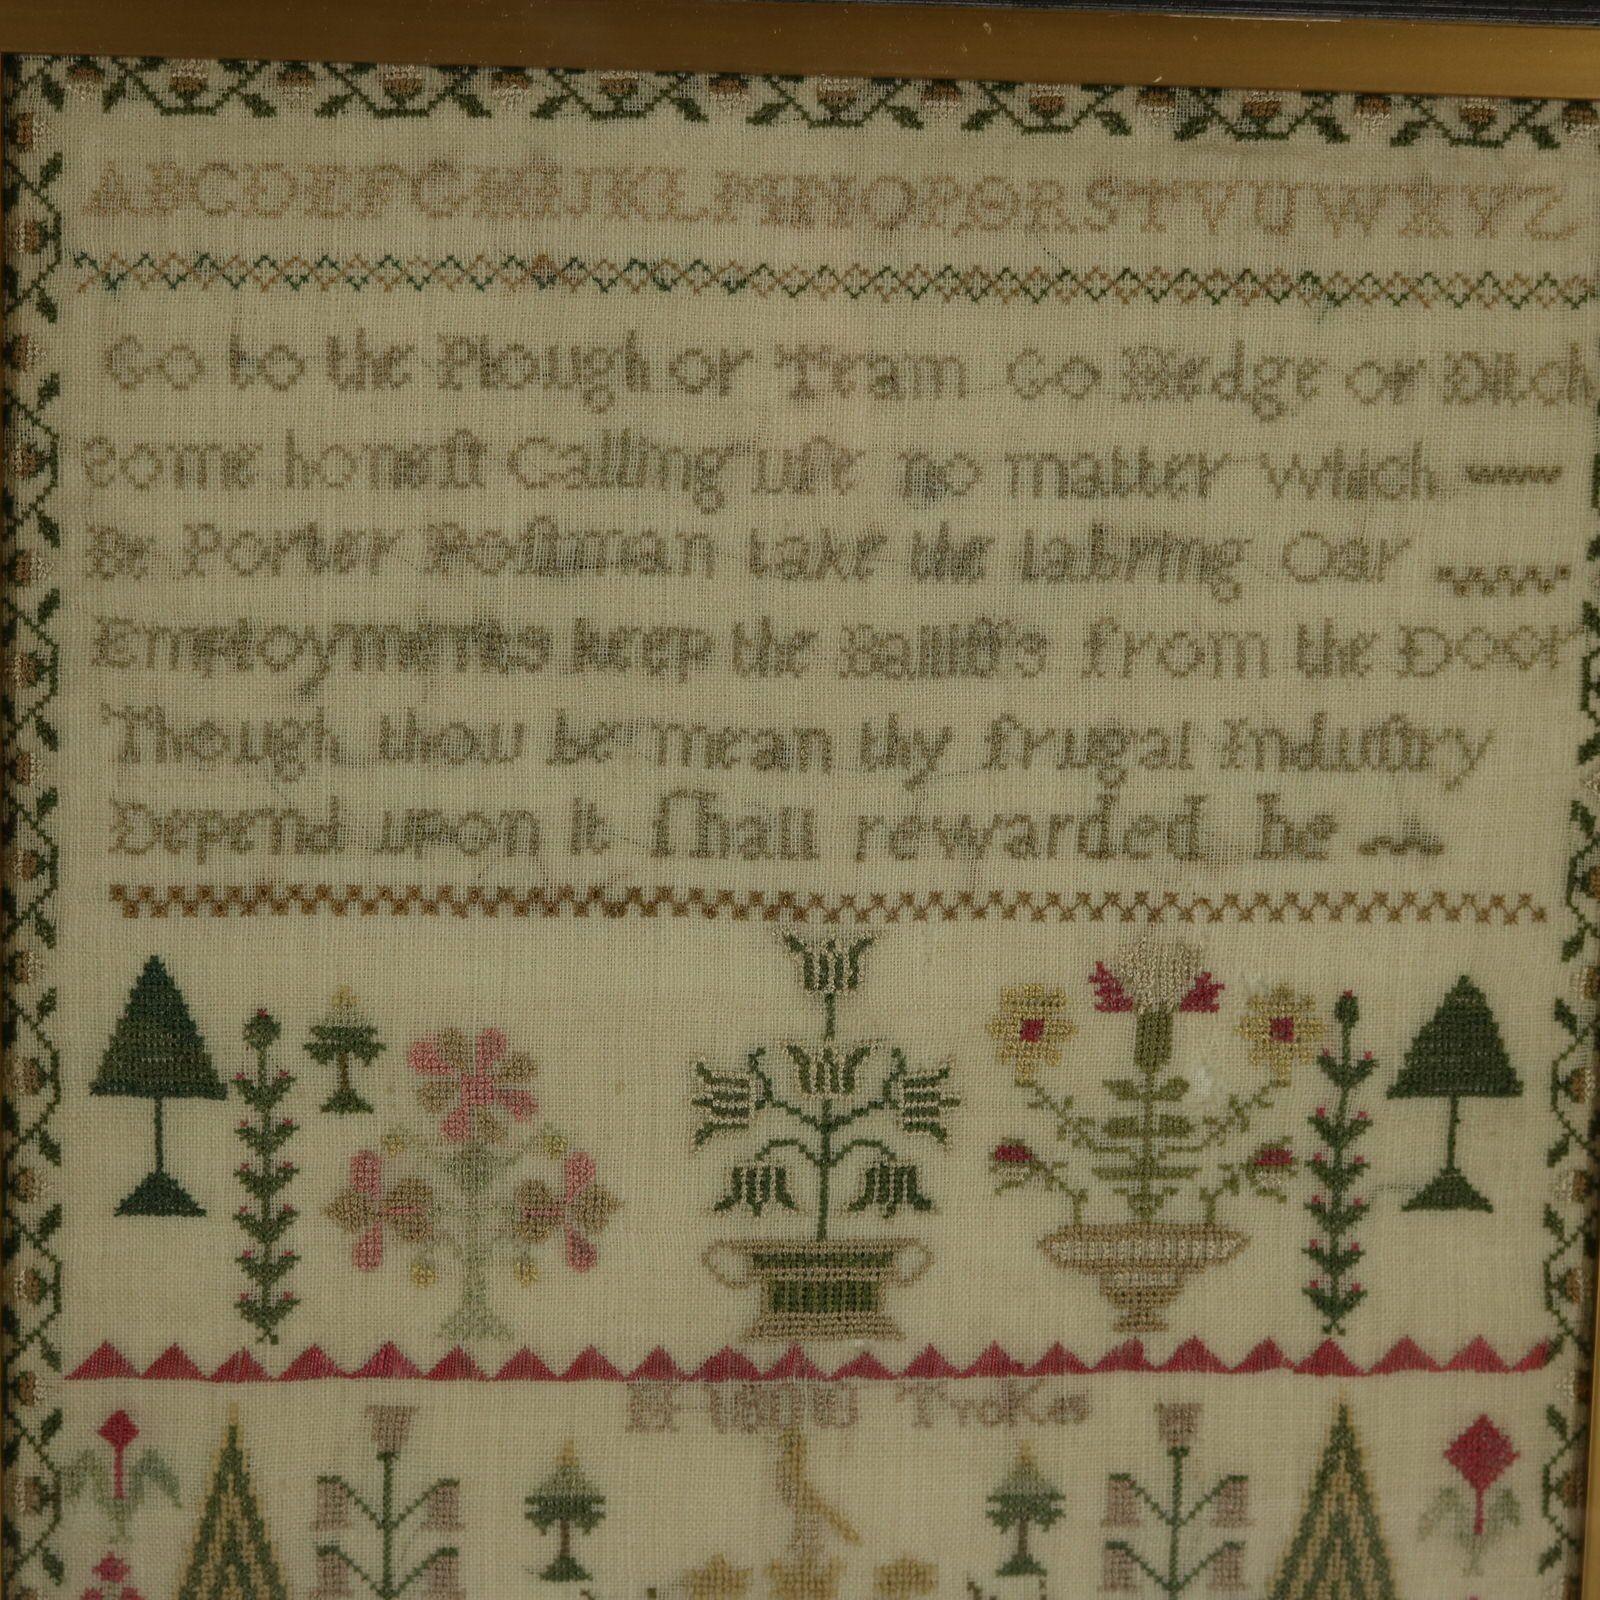 ABCDEFGHIJKLMNOPQRSTVUWXYZ
Go to the Plough or Team Go Hedge or Ditch
Some honeſt Calling uſe no matter which
Be Porter Poſtman take the labring Oar
Employments keep the Bailiffs from the Door
Though thou be mean thy frugal Induſtry
Depend upon it ſhall rewarded be